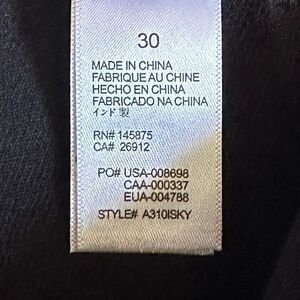 30
MADE IN CHINA
FABRIQUE AU CHINE
HECHO EN CHINA
FABRICADO NA CHINA
インド製
RN# 145875
CA# 26912
PO# USA-008698
CAA-000337
EUA-004788
STYLE# A310ISKY